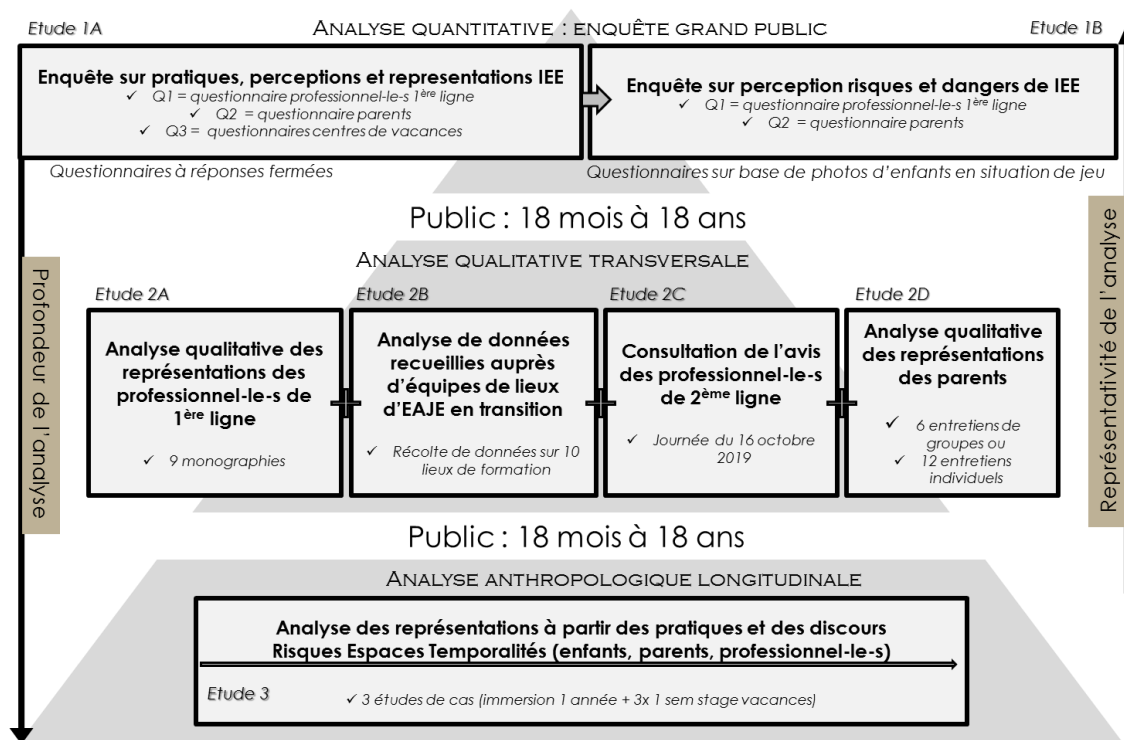 Etude 1A
ANALYSE QUANTITATIVE : ENQUÊTE GRAND PUBLIC
Etude 1B
Enquête sur pratiques, perceptions et representations IEE
✓ Q1 = questionnaire professionnel-le-s 1ère ligne
✓ Q2 = questionnaire parents
✓ Q3 = questionnaires centres de vacances
Enquête sur perception risques et dangers de IEE
✓ Q1 = questionnaire professionnel-le-s 1ère ligne
✓ Q2 = questionnaire parents
Questionnaires à réponses fermées
Questionnaires sur base de photos d'enfants en situation de jeu
Public : 18 mois à 18 ans
Profondeur de l'analyse
Représentativité de l'analyse
ANALYSE QUALITATIVE TRANSVERSALE
Etude 2A
Etude 2B
Etude 2C
Etude 2D
Analyse qualitative des
représentations des
professionnel-le-s de
1ère ligne
✓ 9 monographies
Analyse de données
recueillies auprès
d'équipes de lieux
d'EAJE en transition
✓ Récolte de données sur 10
lieux de formation
Consultation de l'avis
des professionnel-le-s
de 2ème ligne
✓ Journée du 16 octobre
2019
Analyse qualitative
des représentations
des parents
✓ 6 entretiens de
groupes ou
✓ 12 entretiens
individuels
Public : 18 mois à 18 ans
ANALYSE ANTHROPOLOGIQUE LONGITUDINALE
Analyse des représentations à partir des pratiques et des discours
Risques Espaces Temporalités (enfants, parents, professionnel-le-s)
Etude 3
✓ 3 études de cas (immersion 1 année + 3x 1 sem stage vacances)